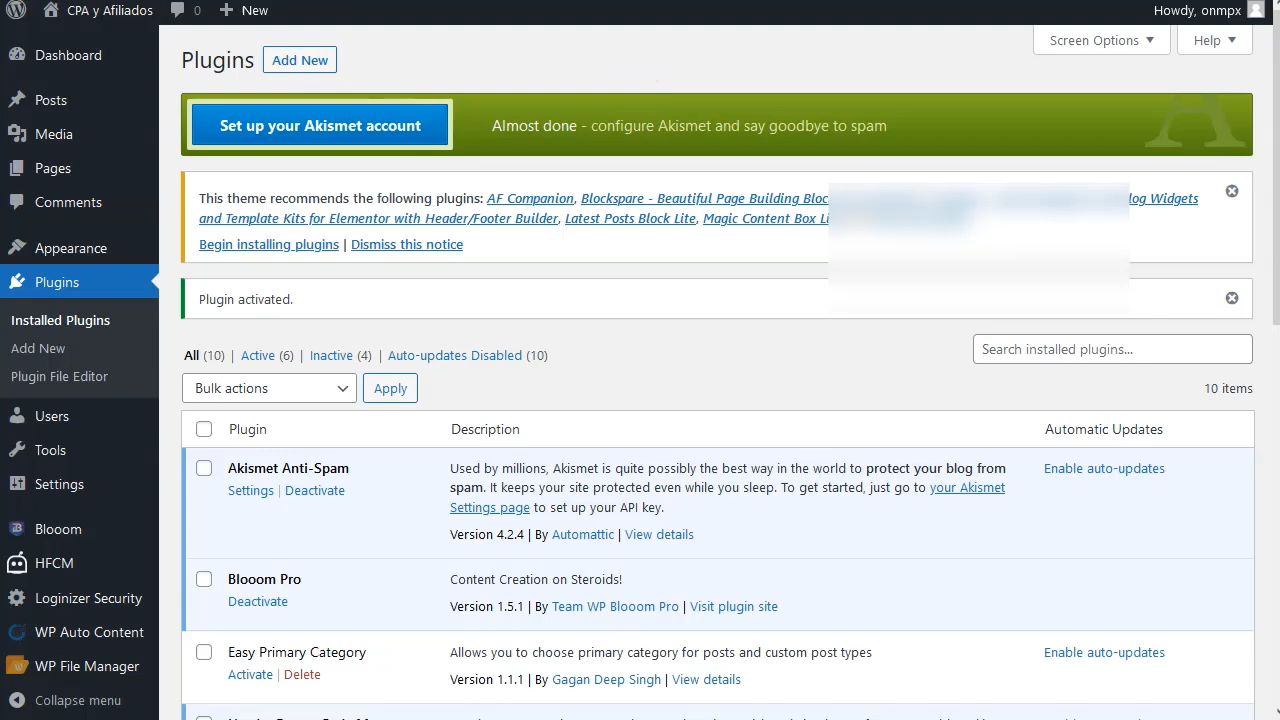 CPA y Afiliados
0
New
Howdy, onmpx
Dashboard
Posts
Media
Pages
Comments
Appearance
Plugins
Installed Plugins
Add New
Plugin File Editor
Users
Tools
Settings
Blooom
HFCM
Loginizer Security
WP Auto Content
WP File Manager
Collapse menu
Screen Options
Help
Plugins
Add New
Set up your Akismet account
Almost done - configure Akismet and say goodbye to spam
This theme recommends the following plugins: AF Companion, Blockspare - Beautiful Page Building Bloc
log Widgets
and Template Kits for Elementor with Header/Footer Builder, Latest Posts Block Lite, Magic Content Box Li
Begin installing plugins | Dismiss this notice
Plugin activated.
All (10) | Active (6) | Inactive (4) | Auto-updates Disabled (10)
Search installed plugins...
Bulk actions
Apply
10 items
Plugin
Description
Automatic Updates
Akismet Anti-Spam
Settings | Deactivate
Used by millions, Akismet is quite possibly the best way in the world to protect your blog from
spam. It keeps your site protected even while you sleep. To get started, just go to your Akismet
Settings page to set up your API key.
Version 4.2.4 | By Automattic | View details
Enable auto-updates
Blooom Pro
Deactivate
Content Creation on Steroids!
Version 1.5.1 | By Team WP Blooom Pro | Visit plugin site
Easy Primary Category
Activate | Delete
Allows you to choose primary category for posts and custom post types
Version 1.1.1 | By Gagan Deep Singh | View details
Enable auto-updates